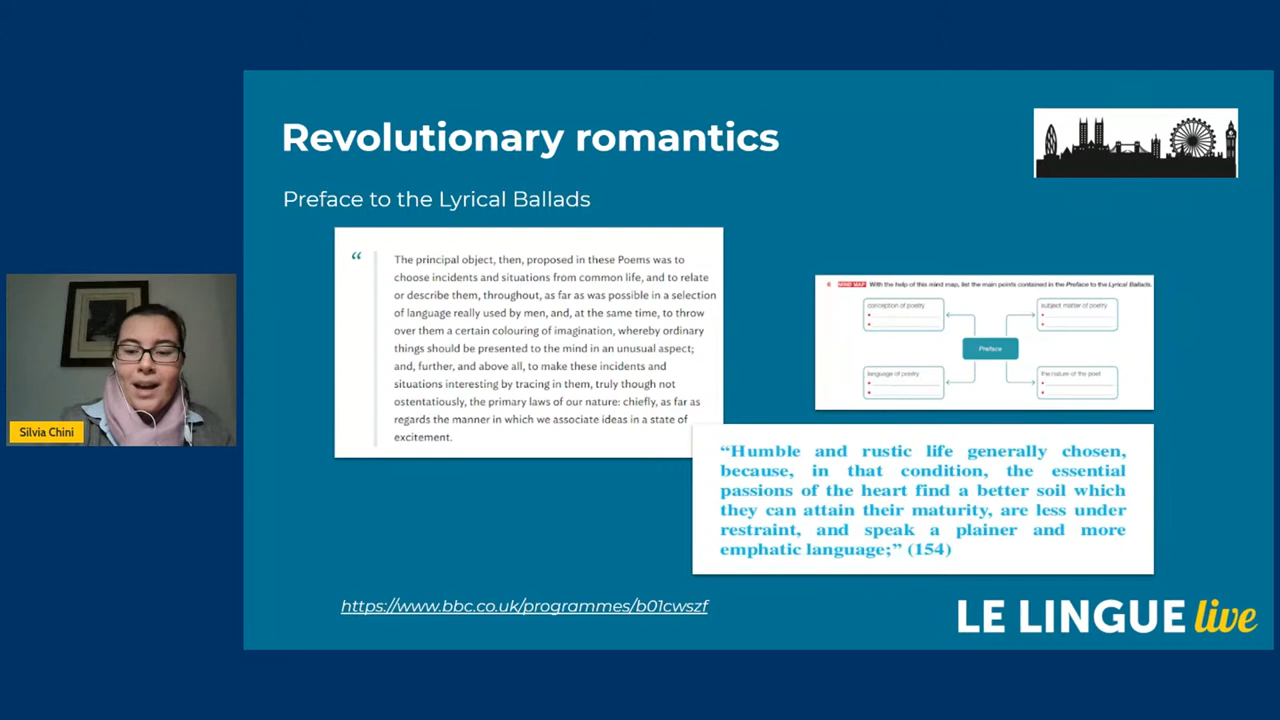 Revolutionary romantics
Preface to the Lyrical Ballads
“
The principal object, then, proposed in these Poems was to
choose incidents and situations from common life, and to relate
or describe them, throughout, as far as was possible in a selection
of language really used by men, and, at the same time, to throw
over them a certain colouring of imagination, whereby ordinary
things should be presented to the mind in an unusual aspect;
and, further, and above all, to make these incidents and
situations interesting by tracing in them, truly though not
ostentatiously, the primary laws of our nature: chiefly, as far as
regards the manner in which we associate ideas in a state of
excitement.
6 MIND MAP With the help of this mind map, list the main points contained in the Preface to the Lyrical Ballads.
conception of poetry
subject matter of poetry
Preface
language of poetry
the nature of the poet
“Humble and rustic life generally chosen,
because, in that condition, the essential
passions of the heart find a better soil which
they can attain their maturity, are less under
restraint, and speak a plainer and more
emphatic language;” (154)
Silvia Chini
https://www.bbc.co.uk/programmes/b01cwszf
LE LINGUE live